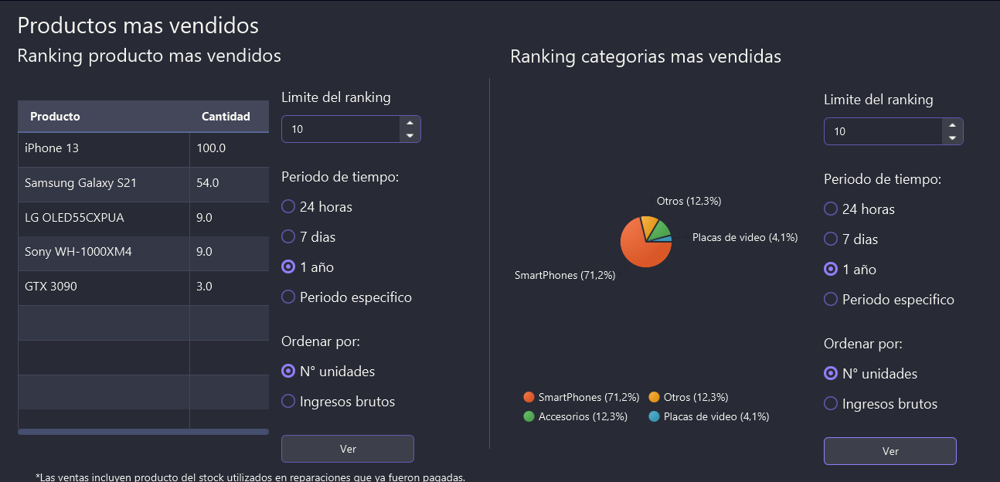 Productos mas vendidos
Ranking producto mas vendidos
Producto Cantidad
iPhone 13 100.0
Samsung Galaxy S21 54.0
LG OLED55CXPUA 9.0
Sony WH-1000XM4 9.0
GTX 3090 3.0
Limite del ranking
10
Periodo de tiempo:
24 horas
7 dias
1 año
Periodo especifico
Ordenar por:
N° unidades
Ingresos brutos
Ver
*Las ventas incluyen producto del stock utilizados en reparaciones que ya fueron pagadas.
Ranking categorias mas vendidas
Otros (12,3%)
Placas de video (4,1%)
SmartPhones (71,2%)
SmartPhones (71,2%) Otros (12,3%)
Accesorios (12,3%) Placas de video (4,1%)
Limite del ranking
10
Periodo de tiempo:
24 horas
7 dias
1 año
Periodo especifico
Ordenar por:
N° unidades
Ingresos brutos
Ver